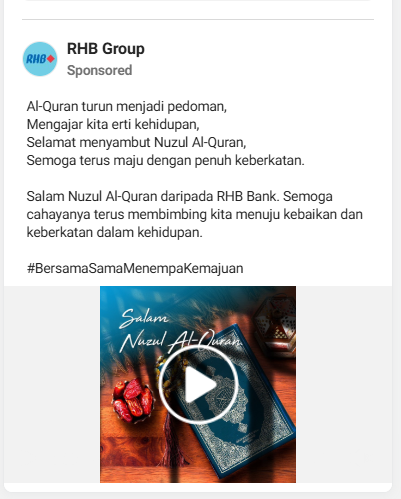 RHB
RHB Group
Sponsored
Al-Quran turun menjadi pedoman,
Mengajar kita erti kehidupan,
Selamat menyambut Nuzul Al-Quran,
Semoga terus maju dengan penuh keberkatan.
Salam Nuzul Al-Quran daripada RHB Bank. Semoga
cahayanya terus membimbing kita menuju kebaikan dan
keberkatan dalam kehidupan.
#BersamaSamaMenempaKemajuan
Salam
Nuzul Al-Quran